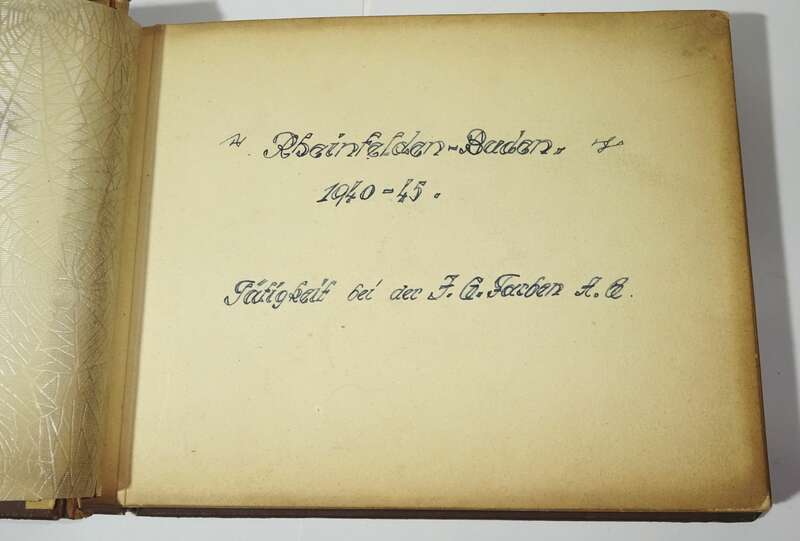 Rheinfelden-Baden.
1940-45.
Tätigkeit bei der J.G. Farben A.G.